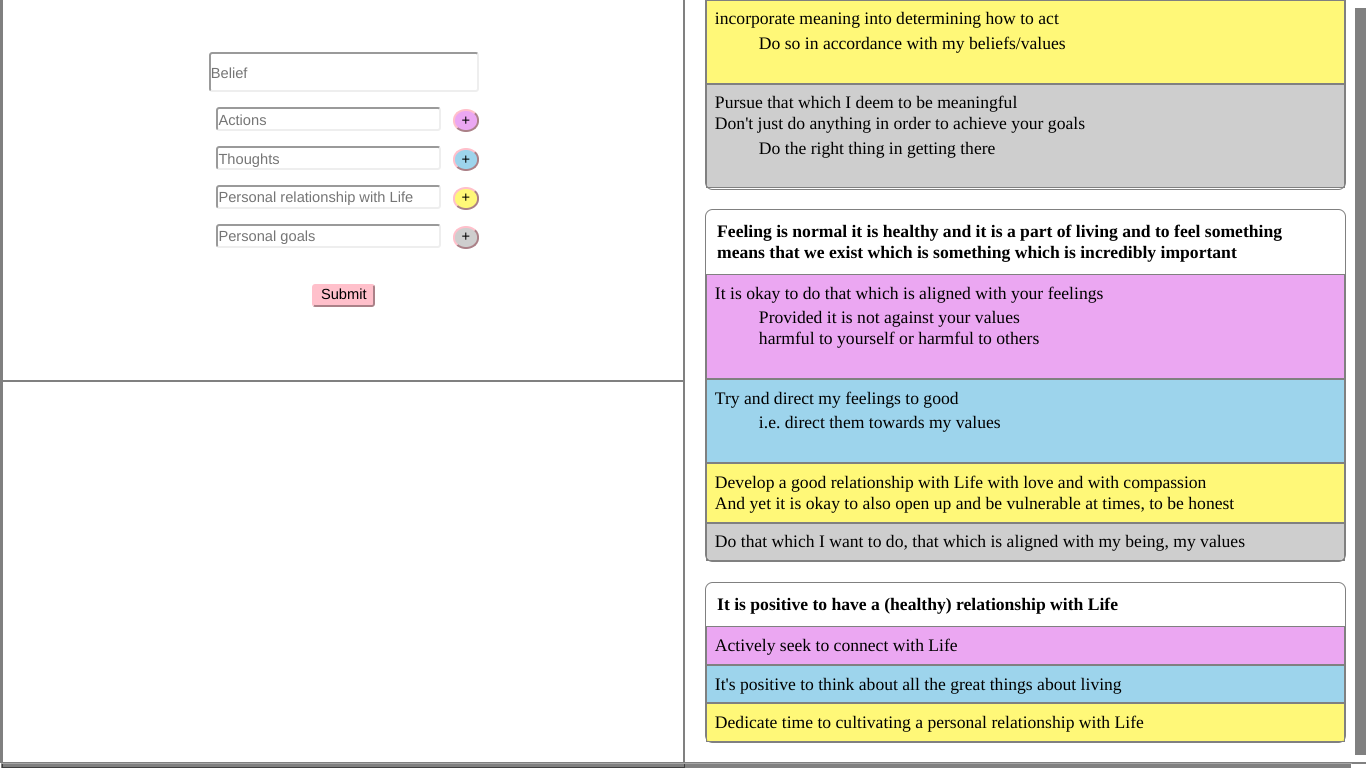 Belief
Actions
+
Thoughts
+
Personal relationship with Life
+
Personal goals
+
Submit
incorporate meaning into determining how to act
Do so in accordance with my beliefs/values
Pursue that which I deem to be meaningful
Don't just do anything in order to achieve your goals
Do the right thing in getting there
Feeling is normal it is healthy and it is a part of living and to feel something
means that we exist which is something which is incredibly important
It is okay to do that which is aligned with your feelings
Provided it is not against your values
harmful to yourself or harmful to others
Try and direct my feelings to good
i.e. direct them towards my values
Develop a good relationship with Life with love and with compassion
And yet it is okay to also open up and be vulnerable at times, to be honest
Do that which I want to do, that which is aligned with my being, my values
It is positive to have a (healthy) relationship with Life
Actively seek to connect with Life
It's positive to think about all the great things about living
Dedicate time to cultivating a personal relationship with Life